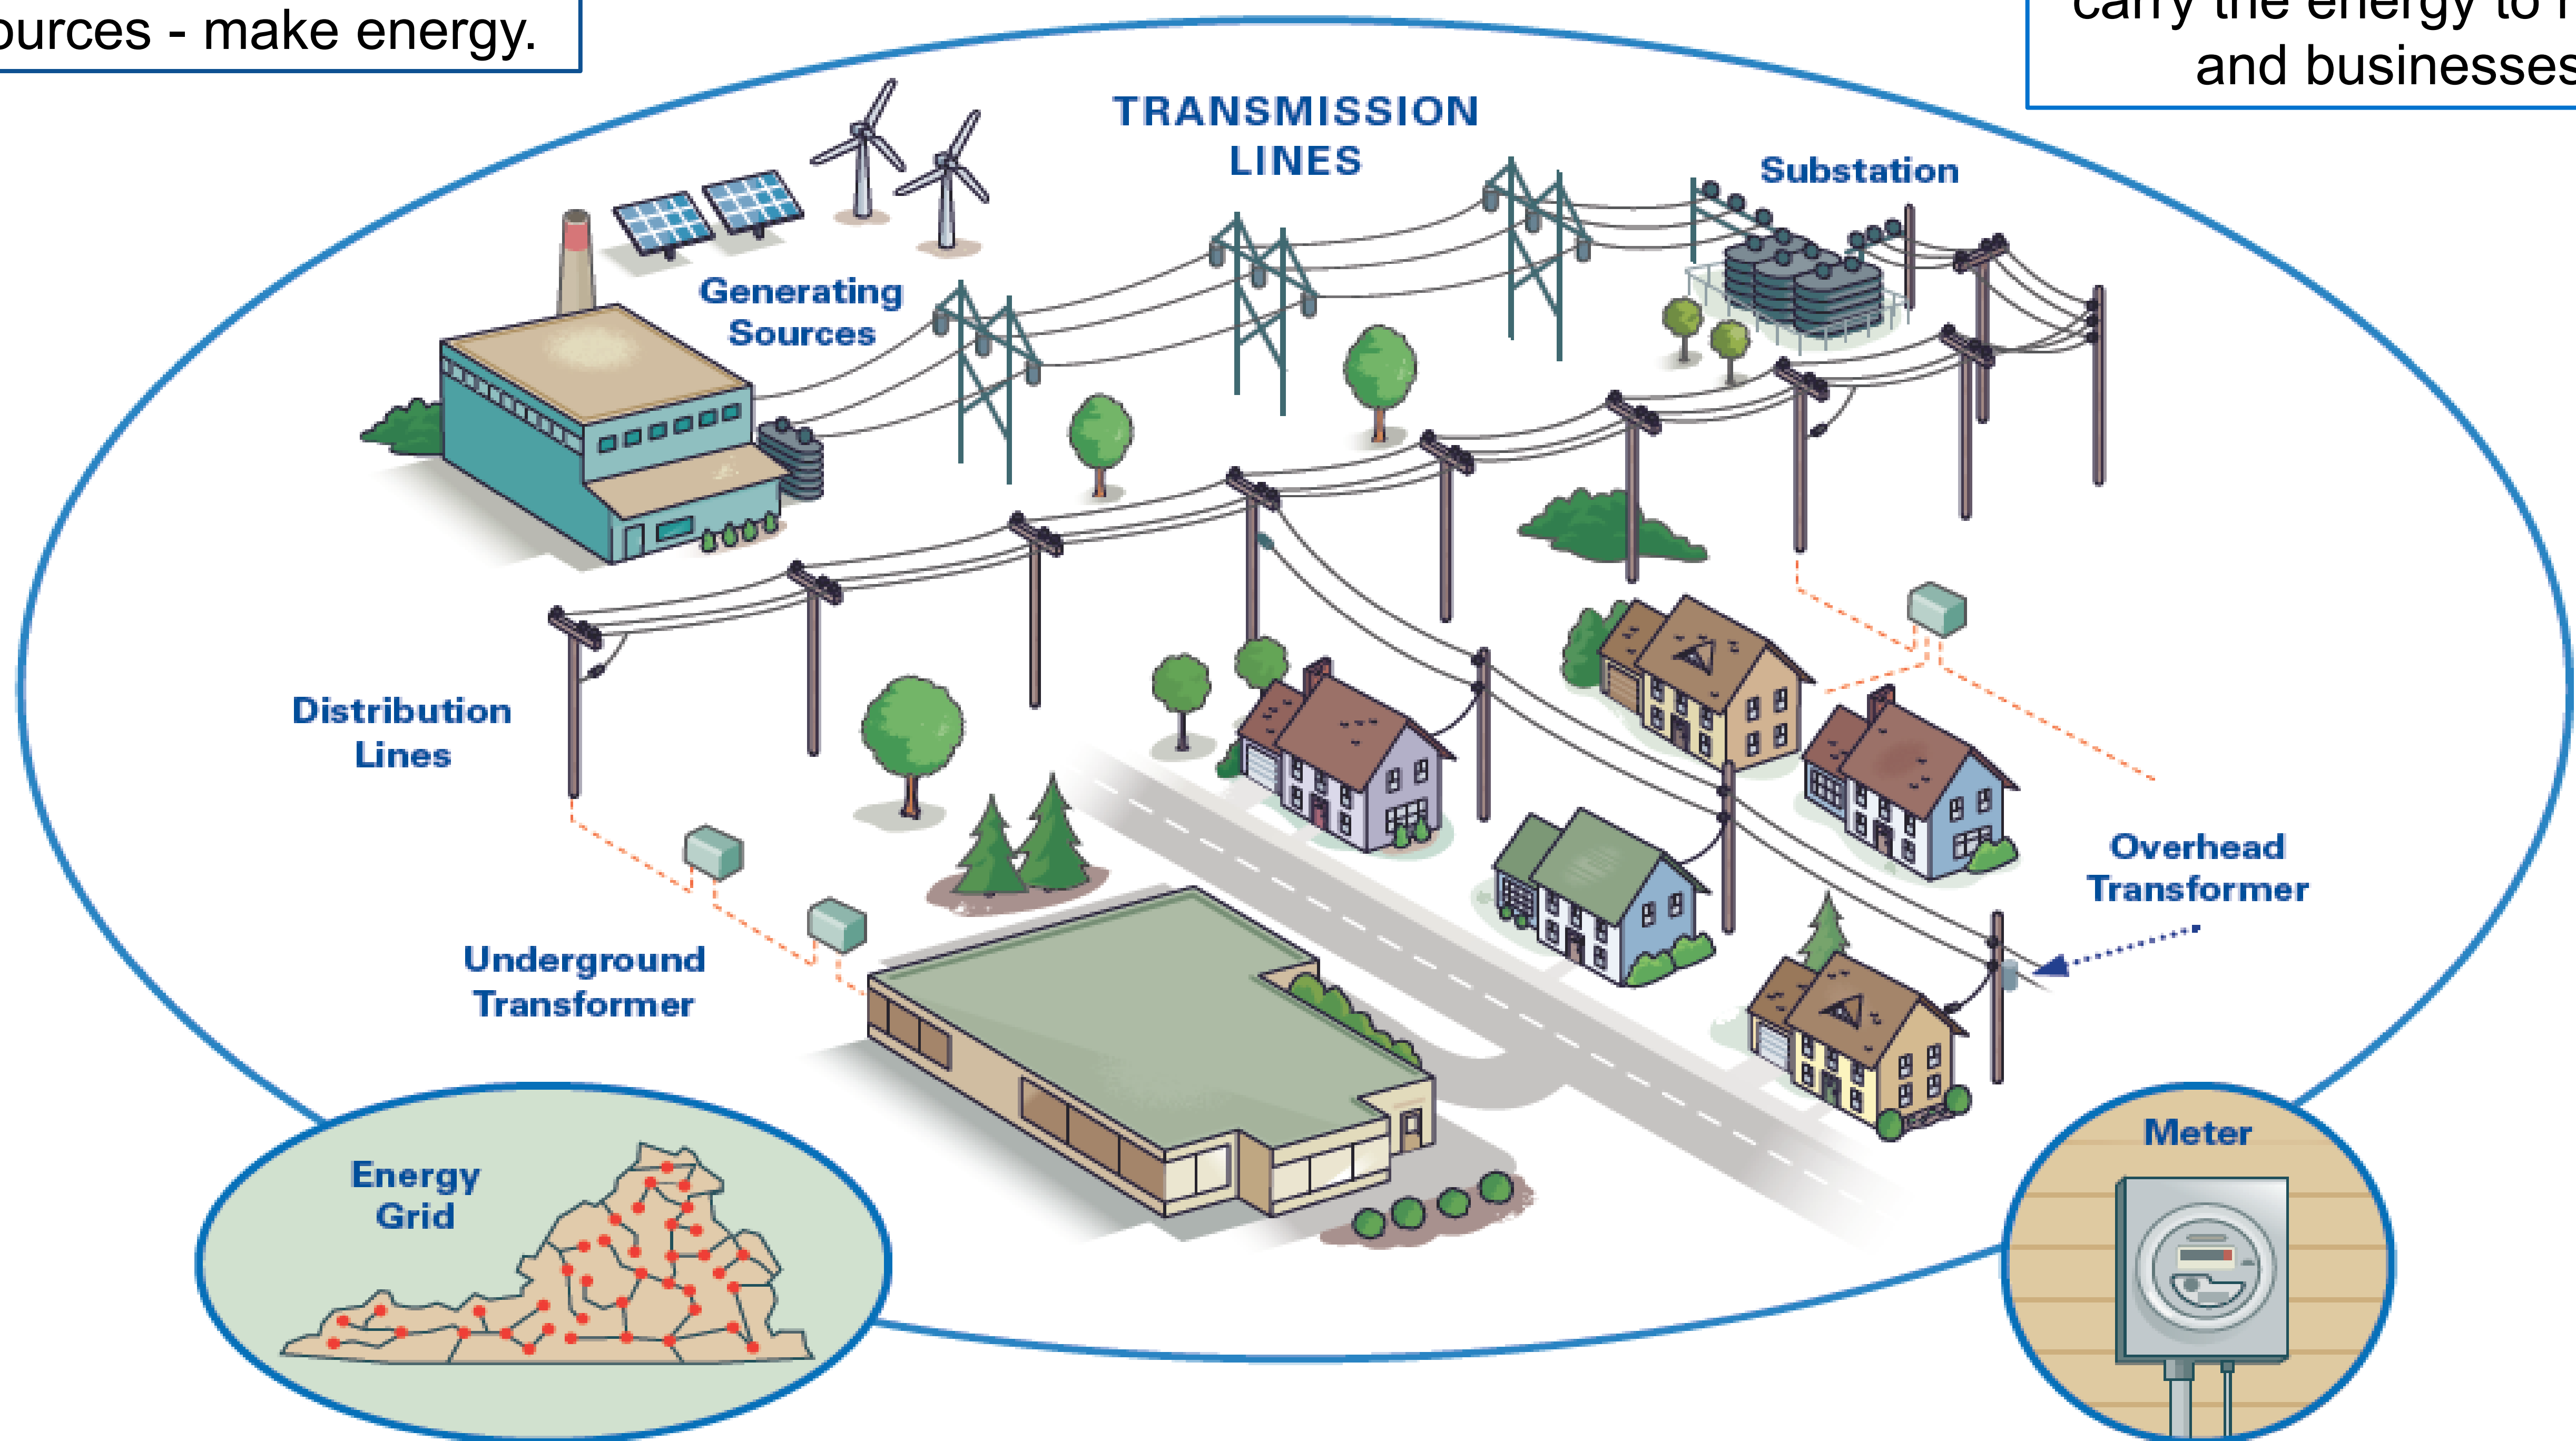 ources - make energy.
carry the energy to
and businesses
TRANSMISSION
LINES
Substation
Generating
Sources
Distribution
Lines
Overhead
Transformer
Underground
Transformer
Energy
Grid
Meter